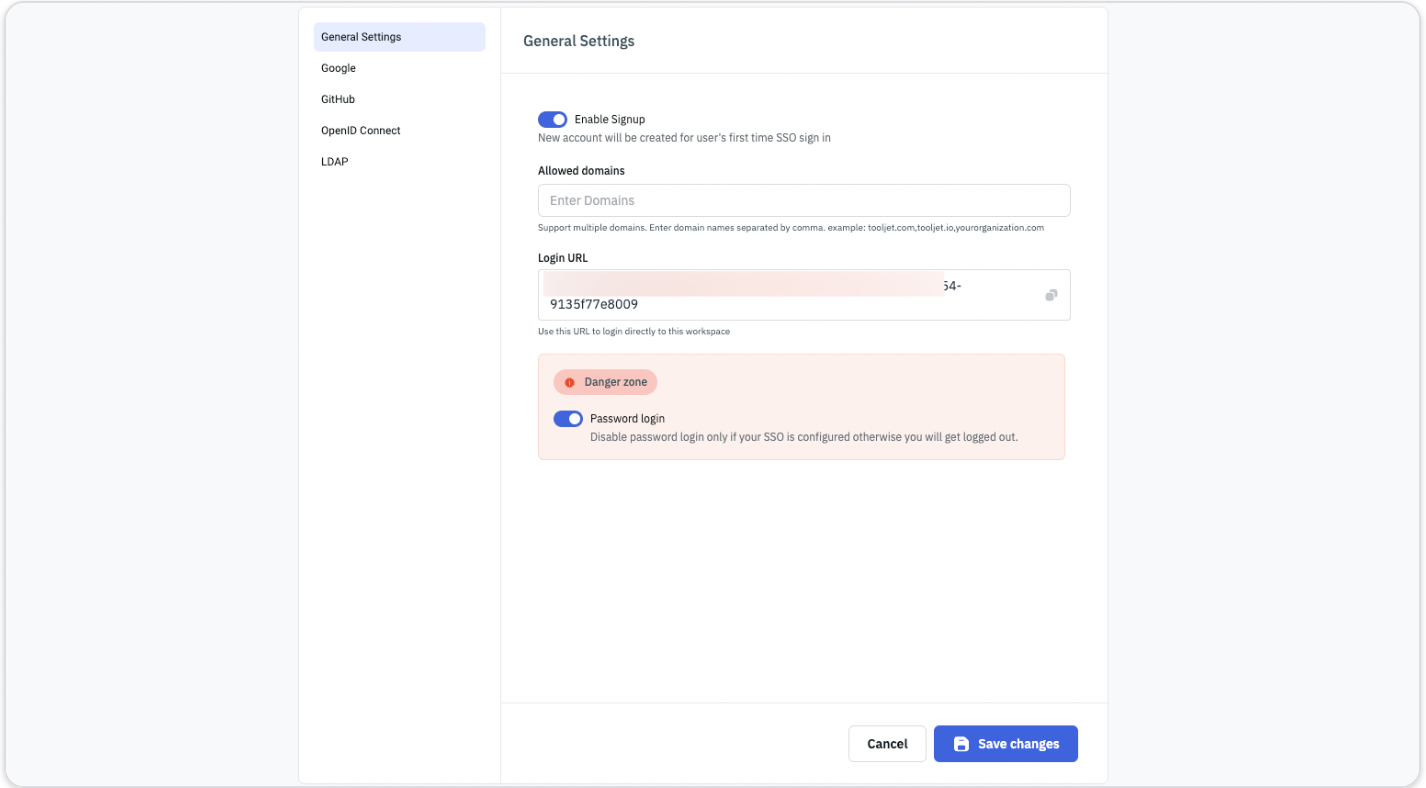 General Settings
Google
GitHub
OpenID Connect
LDAP
General Settings
Enable Signup
New account will be created for user's first time SSO sign in
Allowed domains
Enter Domains
Support multiple domains. Enter domain names separated by comma. example: tooljet.com,tooljet.io,yourorganization.com
Login URL
54-
9135f77e8009
Use this URL to login directly to this workspace
Danger zone
Password login
Disable password login only if your SSO is configured otherwise you will get logged out.
Cancel
Save changes